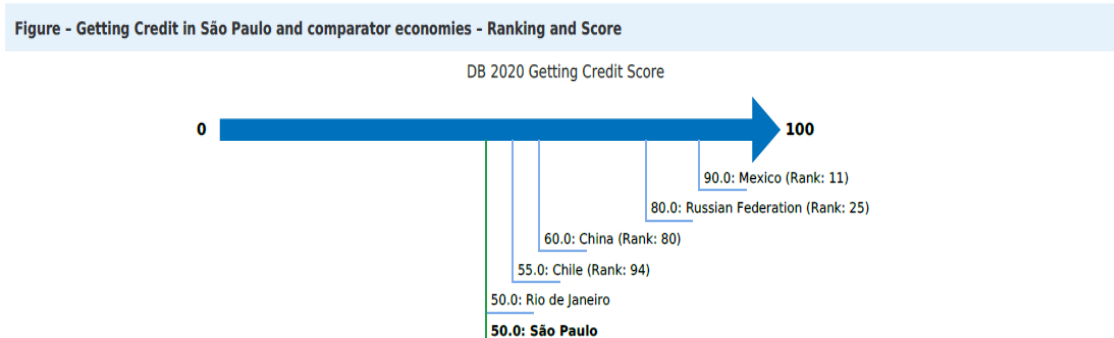 Figure – Getting Credit in São Paulo and comparator economies – Ranking and Score
DB 2020 Getting Credit Score
0
100
90.0: Mexico (Rank: 11)
80.0: Russian Federation (Rank: 25)
60.0: China (Rank: 80)
55.0: Chile (Rank: 94)
50.0: Rio de Janeiro
50.0: São Paulo